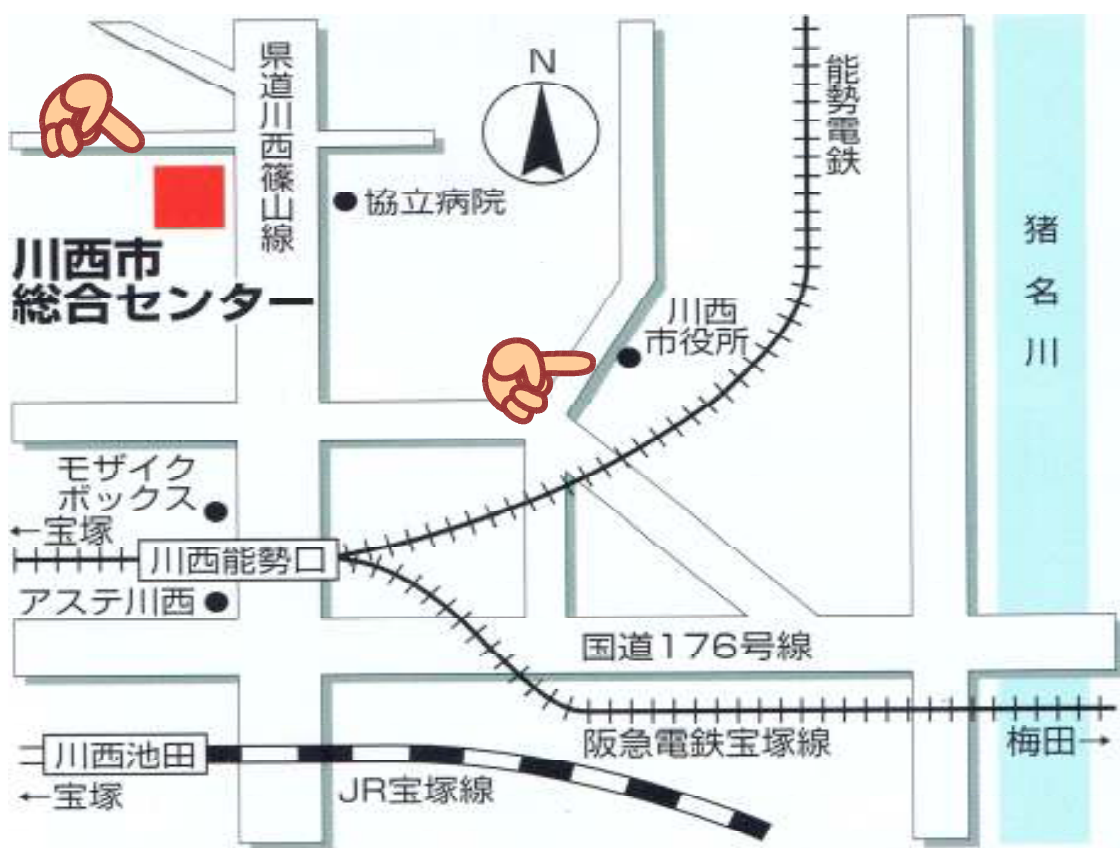 N
県道川西篠山線
能勢電鉄
協立病院
猪名川
川西市
総合センター
川西
市役所
モザイク
ボックス
←宝塚
川西能勢口
アステ川西
国道176号線
阪急電鉄宝塚線
梅田→
川西池田
←宝塚
JR宝塚線